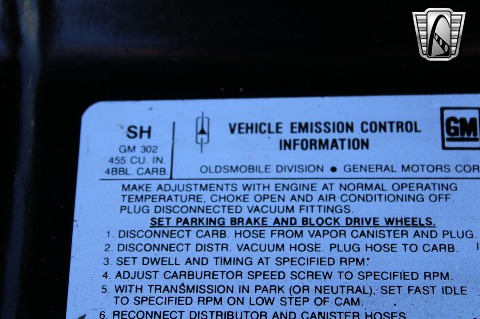 SH
GM 302
455 CU. IN.
4BBL. CARB.
VEHICLE EMISSION CONTROL
INFORMATION
GM
OLDSMOBILE DIVISION • GENERAL MOTORS COR
MAKE ADJUSTMENTS WITH ENGINE AT NORMAL OPERATING
TEMPERATURE, CHOKE OPEN AND AIR CONDITIONING OFF.
PLUG DISCONNECTED VACUUM FITTINGS.
SET PARKING BRAKE AND BLOCK DRIVE WHEELS.
1. DISCONNECT CARB. HOSE FROM VAPOR CANISTER AND PLUG.
2. DISCONNECT DISTR. VACUUM HOSE. PLUG HOSE TO CARB.
3. SET DWELL AND TIMING AT SPECIFIED RPM.
4. ADJUST CARBURETOR SPEED SCREW TO SPECIFIED RPM.
5. WITH TRANSMISSION IN PARK (OR NEUTRAL), SET FAST IDLE
TO SPECIFIED RPM ON LOW STEP OF CAM.
6. RECONNECT DISTRIBUTOR AND CANISTER HOSES.